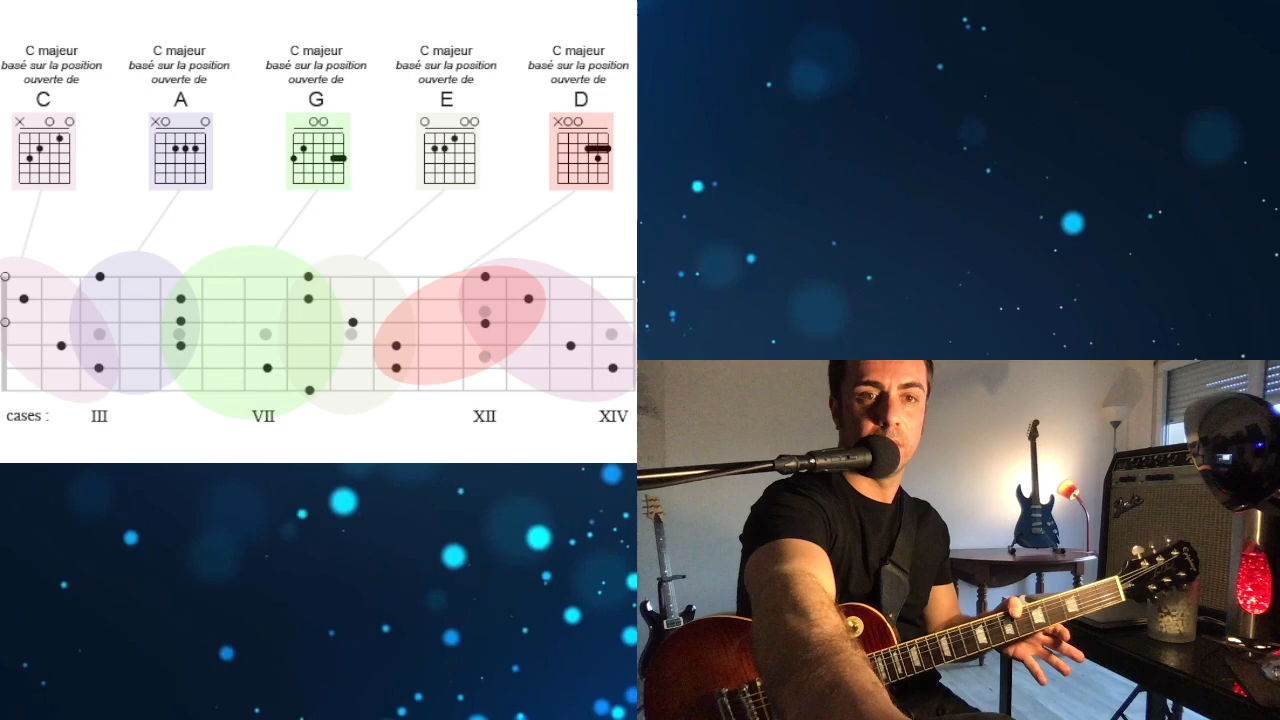 C majeur
basé sur la position
ouverte de
C
C majeur
basé sur la position
ouverte de
A
C majeur
basé sur la position
ouverte de
G
C majeur
basé sur la position
ouverte de
E
C majeur
basé sur la position
ouverte de
D
cases : III VII XII XIV
Fender